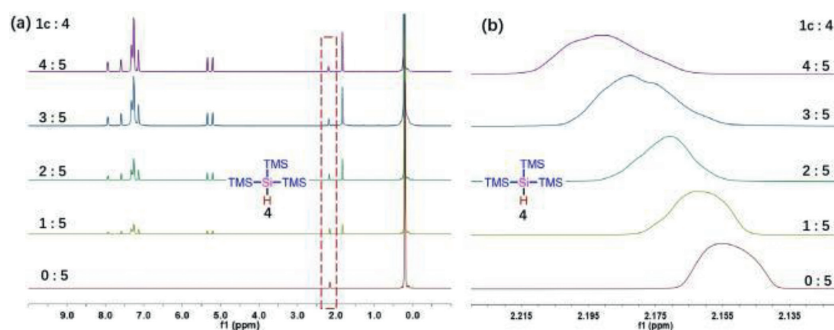 (a)
1c : 4
4 : 5
3 : 5
2 : 5
1 : 5
0 : 5
TMS
TMS-Si-TMS
H
4
9.0 8.0 7.0 6.0 5.0 4.0 3.0 2.0 1.0 0.0
f1 (ppm)
(b)
1c : 4
4 : 5
3 : 5
2 : 5
1 : 5
0 : 5
TMS
TMS-Si-TMS
H
4
2.215 2.195 2.175 2.155 2.135
f1 (ppm)